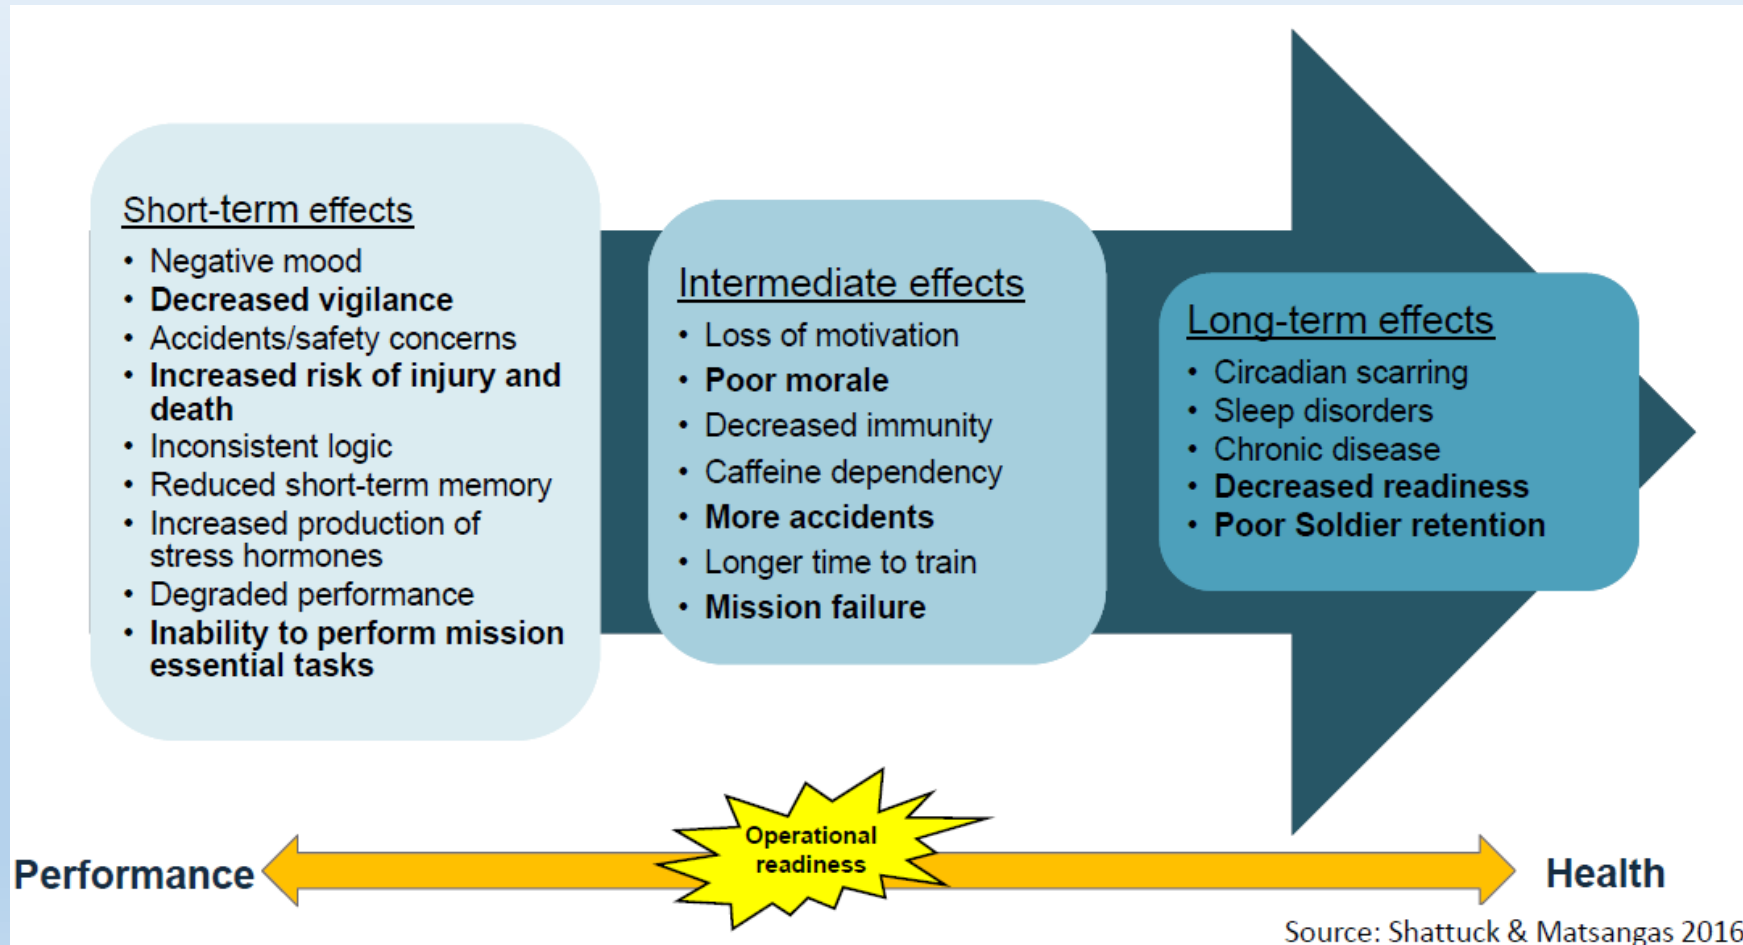 Short-term effects
• Negative mood
• Decreased vigilance
• Accidents/safety concerns
• Increased risk of injury and
death
• Inconsistent logic
• Reduced short-term memory
• Increased production of
stress hormones
• Degraded performance
• Inability to perform mission
essential tasks
Intermediate effects
• Loss of motivation
• Poor morale
• Decreased immunity
• Caffeine dependency
• More accidents
• Longer time to train
• Mission failure
Long-term effects
• Circadian scarring
• Sleep disorders
• Chronic disease
• Decreased readiness
• Poor Soldier retention
Performance
Operational
readiness
Health
Source: Shattuck & Matsangas 2016